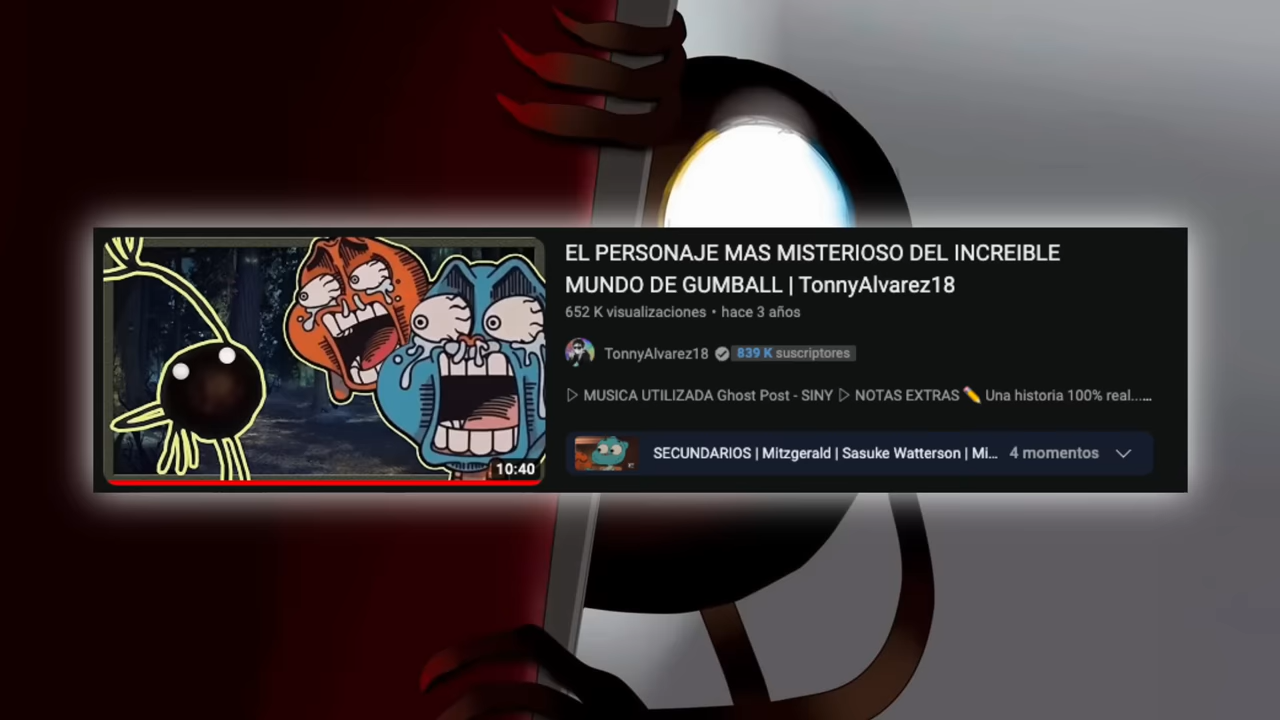 EL PERSONAJE MAS MISTERIOSO DEL INCREIBLE
MUNDO DE GUMBALL | TonnyAlvarez18
652 K visualizaciones • hace 3 años
TonnyAlvarez18 839 K suscriptores
▷ MUSICA UTILIZADA Ghost Post - SINY ▷ NOTAS EXTRAS ✏️ Una historia 100% real......
SECUNDARIOS | Mitzgerald | Sasuke Watterson | Mi... 4 momentos
10:40